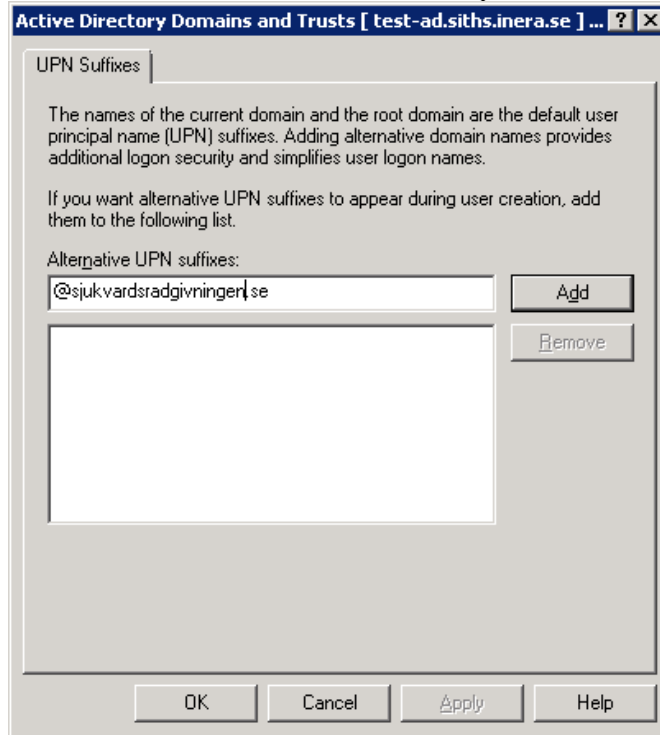 Active Directory Domains and Trusts [ test-ad.siths.inera.se ] ... ? X
UPN Suffixes
The names of the current domain and the root domain are the default user
principal name (UPN) suffixes. Adding alternative domain names provides
additional logon security and simplifies user logon names.
If you want alternative UPN suffixes to appear during user creation, add
them to the following list.
Alternative UPN suffixes:
@sjukvardsradgivningen.se
Add
Remove
OK Cancel Apply Help